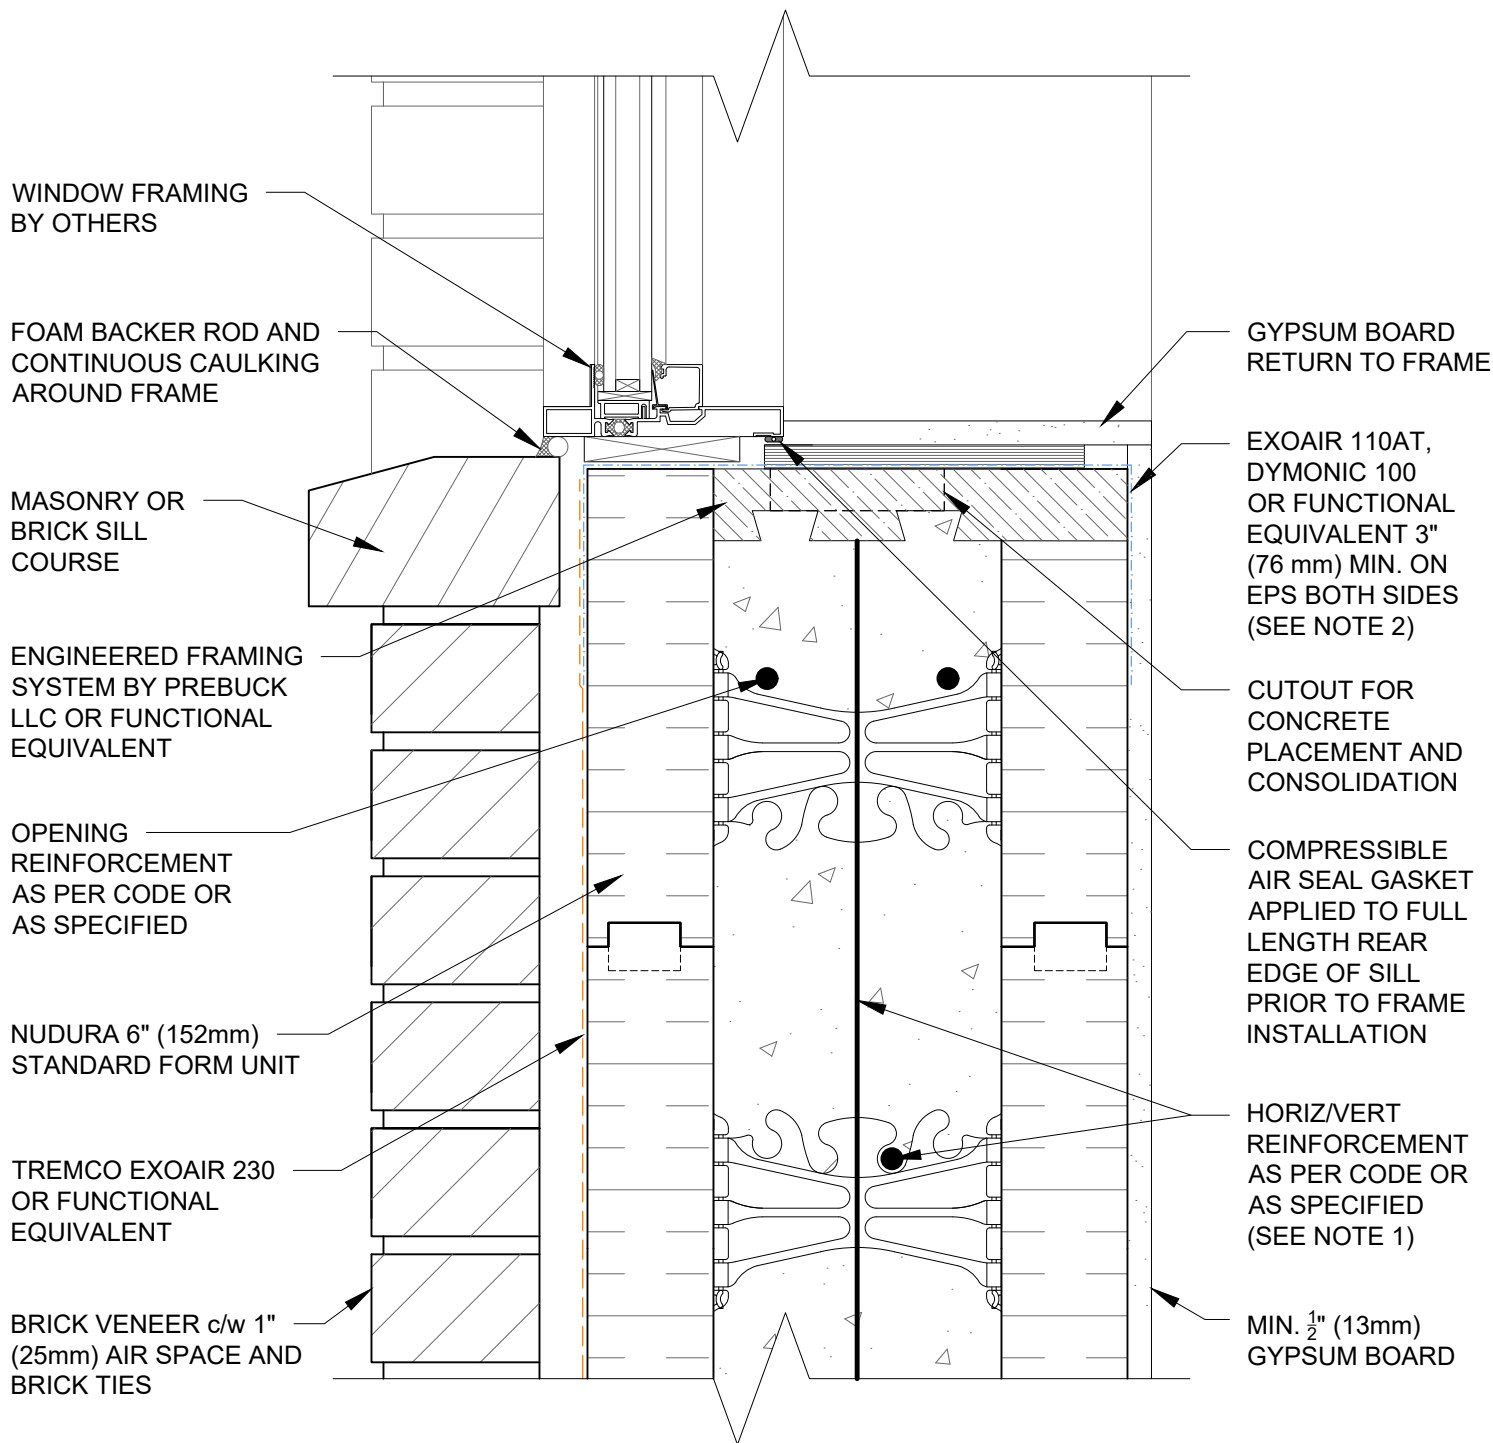 WINDOW FRAMING
BY OTHERS
FOAM BACKER ROD AND
CONTINUOUS CAULKING
AROUND FRAME
MASONRY OR
BRICK SILL
COURSE
ENGINEERED FRAMING
SYSTEM BY PREBUCK
LLC OR FUNCTIONAL
EQUIVALENT
OPENING
REINFORCEMENT
AS PER CODE OR
AS SPECIFIED
NUDURA 6" (152mm)
STANDARD FORM UNIT
TREMCO EXOAIR 230
OR FUNCTIONAL
EQUIVALENT
BRICK VENEER c/w 1"
(25mm) AIR SPACE AND
BRICK TIES
GYPSUM BOARD
RETURN TO FRAME
EXOAIR 110AT,
DYMONIC 100
OR FUNCTIONAL
EQUIVALENT 3"
(76 mm) MIN. ON
EPS BOTH SIDES
(SEE NOTE 2)
CUTOUT FOR
CONCRETE
PLACEMENT AND
CONSOLIDATION
COMPRESSIBLE
AIR SEAL GASKET
APPLIED TO FULL
LENGTH REAR
EDGE OF SILL
PRIOR TO FRAME
INSTALLATION
HORIZ/VERT
REINFORCEMENT
AS PER CODE OR
AS SPECIFIED
(SEE NOTE 1)
MIN. 1/2" (13mm)
GYPSUM BOARD